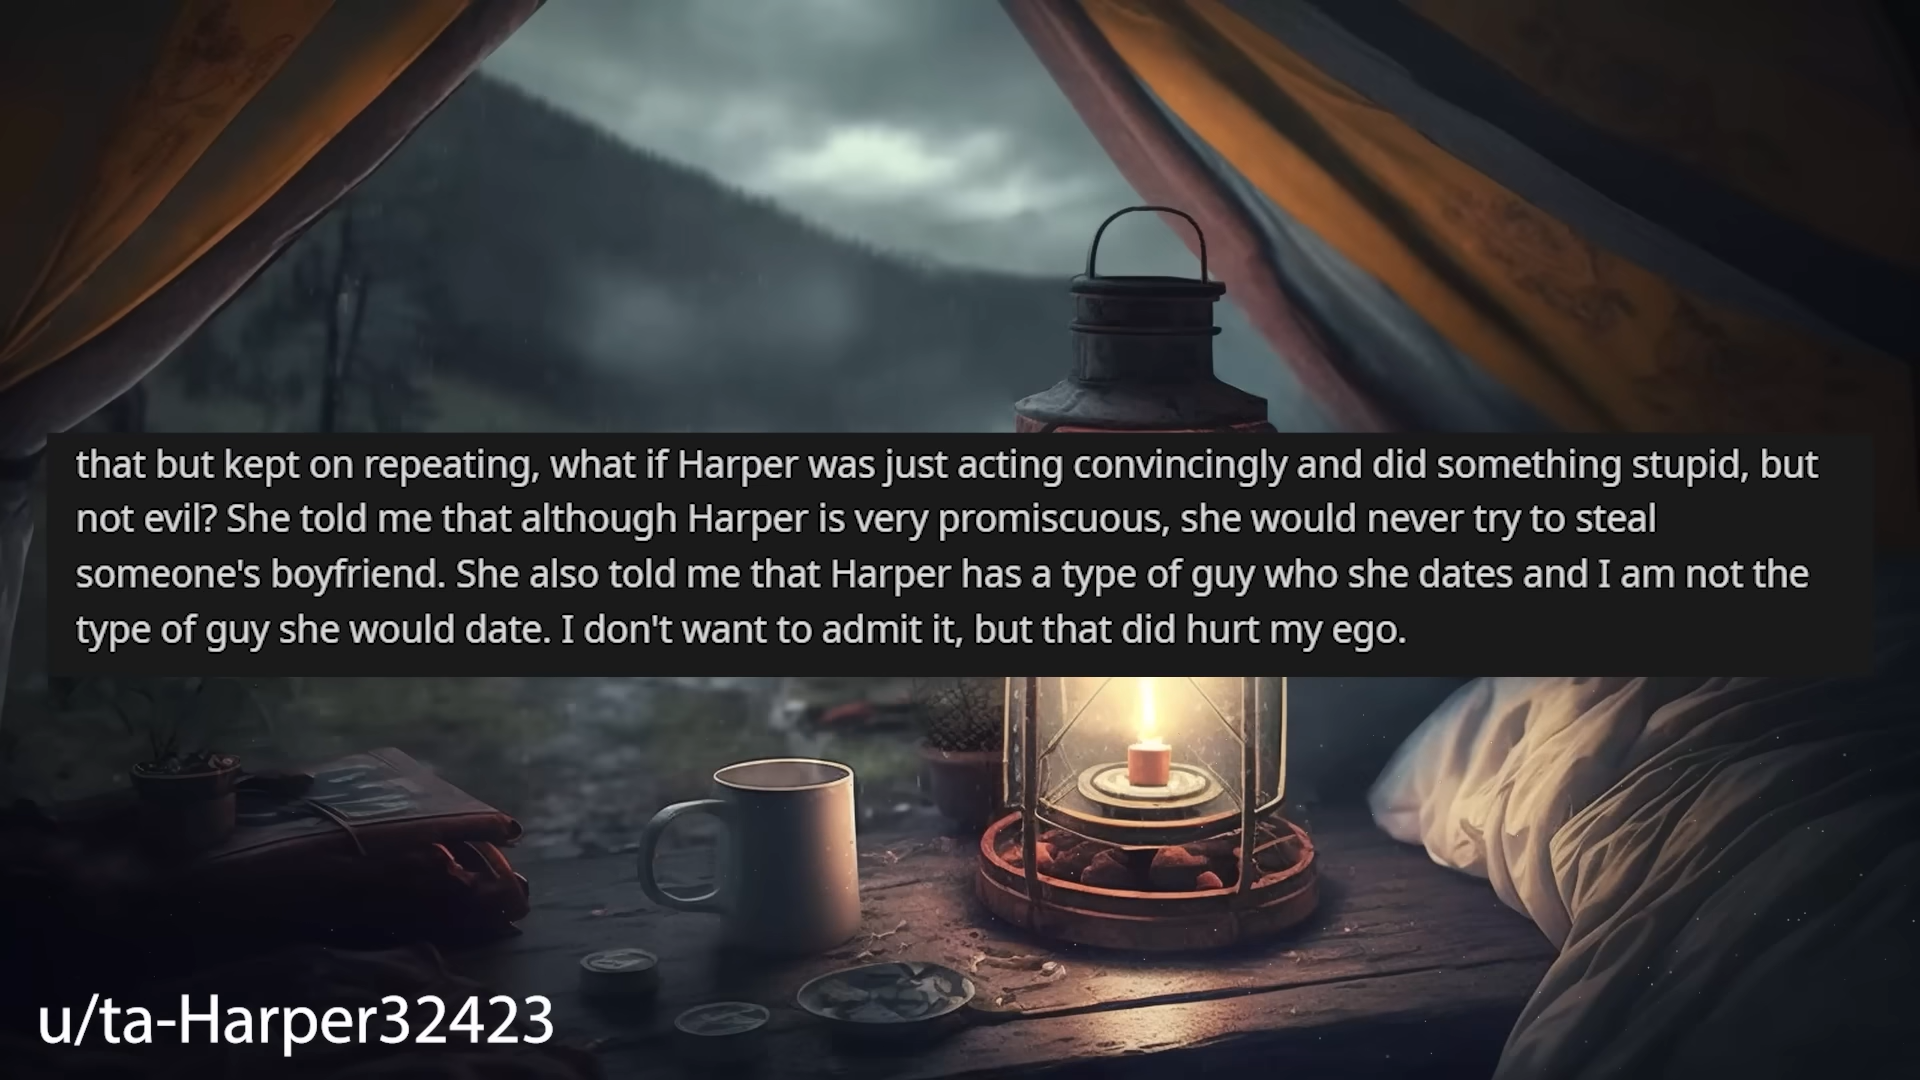 that but kept on repeating, what if Harper was just acting convincingly and did something stupid, but
not evil? She told me that although Harper is very promiscuous, she would never try to steal
someone's boyfriend. She also told me that Harper has a type of guy who she dates and I am not the
type of guy she would date. I don't want to admit it, but that did hurt my ego.
u/ta-Harper32423